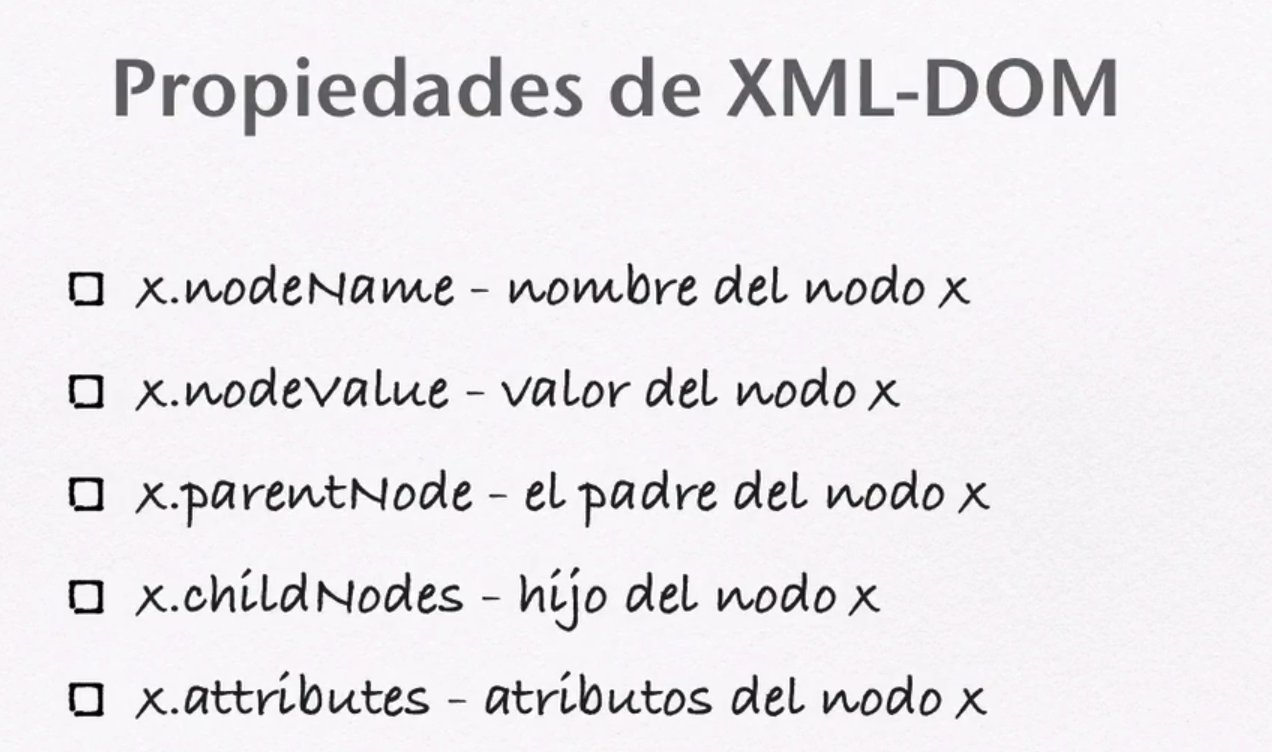 Propiedades de XML-DOM
x.nodeName - nombre del nodo x
x.nodeValue - valor del nodo x
x.parentNode - el padre del nodo x
x.childNodes - hijo del nodo x
x.attributes - atributos del nodo x